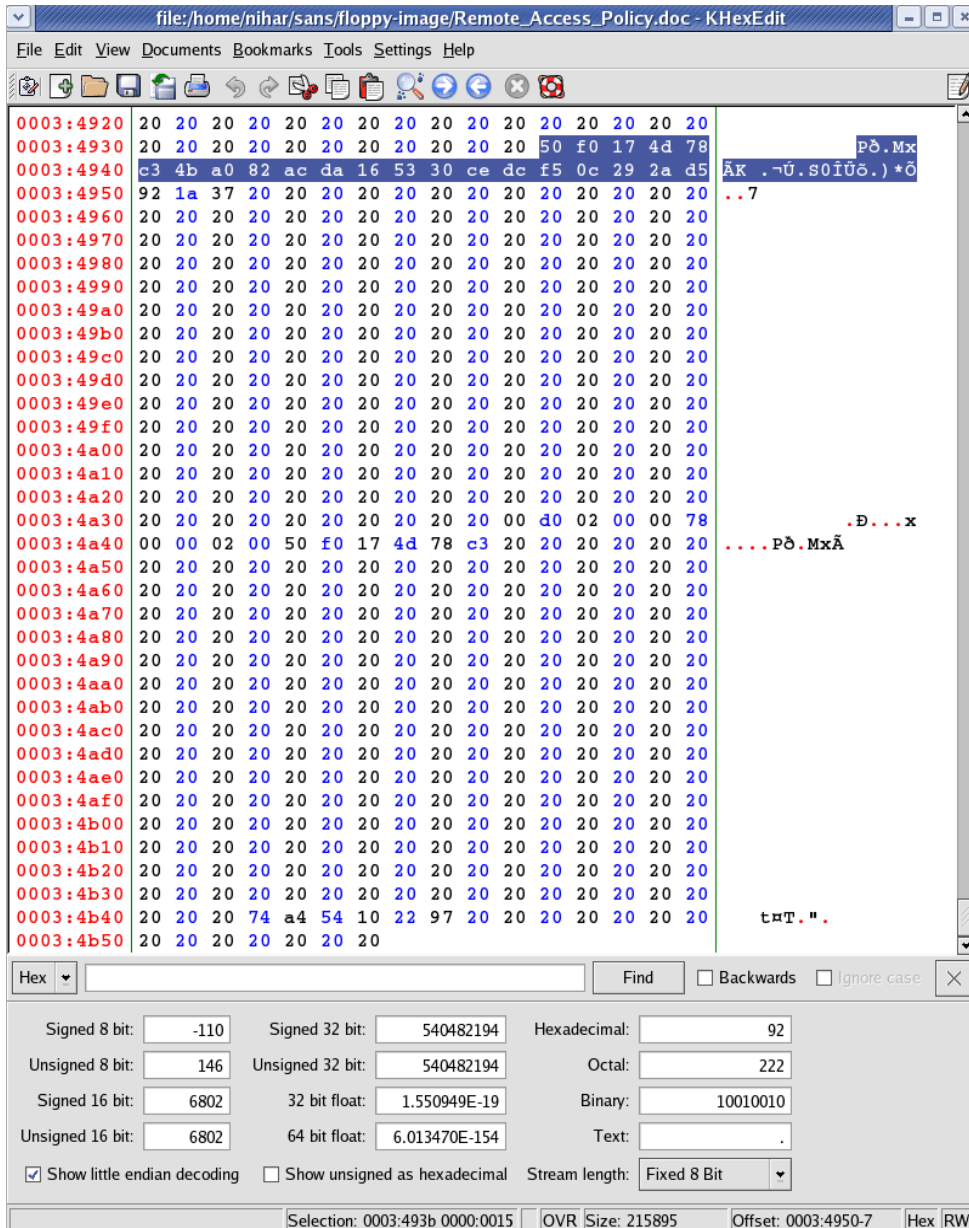 file:/home/nihar/sans/floppy-image/Remote_Access_Policy.doc - KHexEdit
File Edit View Documents Bookmarks Tools Settings Help
0003:4920 20 20 20 20 20 20 20 20 20 20 20 20 20 20 20 20
0003:4930 20 20 20 20 20 20 20 20 20 20 20 50 f0 17 4d 78 Pð.Mx
0003:4940 c3 4b a0 82 ac da 16 53 30 ce dc f5 0c 29 2a d5 ÃK .¬Ú.S0ÎÜõ.)*Õ
0003:4950 92 1a 37 20 20 20 20 20 20 20 20 20 20 20 20 20 ..7
0003:4960 20 20 20 20 20 20 20 20 20 20 20 20 20 20 20 20
0003:4970 20 20 20 20 20 20 20 20 20 20 20 20 20 20 20 20
0003:4980 20 20 20 20 20 20 20 20 20 20 20 20 20 20 20 20
0003:4990 20 20 20 20 20 20 20 20 20 20 20 20 20 20 20 20
0003:49a0 20 20 20 20 20 20 20 20 20 20 20 20 20 20 20 20
0003:49b0 20 20 20 20 20 20 20 20 20 20 20 20 20 20 20 20
0003:49c0 20 20 20 20 20 20 20 20 20 20 20 20 20 20 20 20
0003:49d0 20 20 20 20 20 20 20 20 20 20 20 20 20 20 20 20
0003:49e0 20 20 20 20 20 20 20 20 20 20 20 20 20 20 20 20
0003:49f0 20 20 20 20 20 20 20 20 20 20 20 20 20 20 20 20
0003:4a00 20 20 20 20 20 20 20 20 20 20 20 20 20 20 20 20
0003:4a10 20 20 20 20 20 20 20 20 20 20 20 20 20 20 20 20
0003:4a20 20 20 20 20 20 20 20 20 20 20 20 20 20 20 20 20
0003:4a30 20 20 20 20 20 20 20 20 20 20 00 d0 02 00 00 78 .Ð...x
0003:4a40 00 00 02 00 50 f0 17 4d 78 c3 20 20 20 20 20 20 ....Pð.MxÃ
0003:4a50 20 20 20 20 20 20 20 20 20 20 20 20 20 20 20 20
0003:4a60 20 20 20 20 20 20 20 20 20 20 20 20 20 20 20 20
0003:4a70 20 20 20 20 20 20 20 20 20 20 20 20 20 20 20 20
0003:4a80 20 20 20 20 20 20 20 20 20 20 20 20 20 20 20 20
0003:4a90 20 20 20 20 20 20 20 20 20 20 20 20 20 20 20 20
0003:4aa0 20 20 20 20 20 20 20 20 20 20 20 20 20 20 20 20
0003:4ab0 20 20 20 20 20 20 20 20 20 20 20 20 20 20 20 20
0003:4ac0 20 20 20 20 20 20 20 20 20 20 20 20 20 20 20 20
0003:4ad0 20 20 20 20 20 20 20 20 20 20 20 20 20 20 20 20
0003:4ae0 20 20 20 20 20 20 20 20 20 20 20 20 20 20 20 20
0003:4af0 20 20 20 20 20 20 20 20 20 20 20 20 20 20 20 20
0003:4b00 20 20 20 20 20 20 20 20 20 20 20 20 20 20 20 20
0003:4b10 20 20 20 20 20 20 20 20 20 20 20 20 20 20 20 20
0003:4b20 20 20 20 20 20 20 20 20 20 20 20 20 20 20 20 20
0003:4b30 20 20 20 20 20 20 20 20 20 20 20 20 20 20 20 20
0003:4b40 20 20 20 74 a4 54 10 22 97 20 20 20 20 20 20 20 t¤T.".
0003:4b50 20 20 20 20 20 20 20
Hex Find Backwards Ignore case
Signed 8 bit: -110 Signed 32 bit: 540482194 Hexadecimal: 92
Unsigned 8 bit: 146 Unsigned 32 bit: 540482194 Octal: 222
Signed 16 bit: 6802 32 bit float: 1.550949E-19 Binary: 10010010
Unsigned 16 bit: 6802 64 bit float: 6.013470E-154 Text: .
Show little endian decoding Show unsigned as hexadecimal Stream length: Fixed 8 Bit
Selection: 0003:493b 0000:0015 OVR Size: 215895 Offset: 0003:4950-7 Hex RW